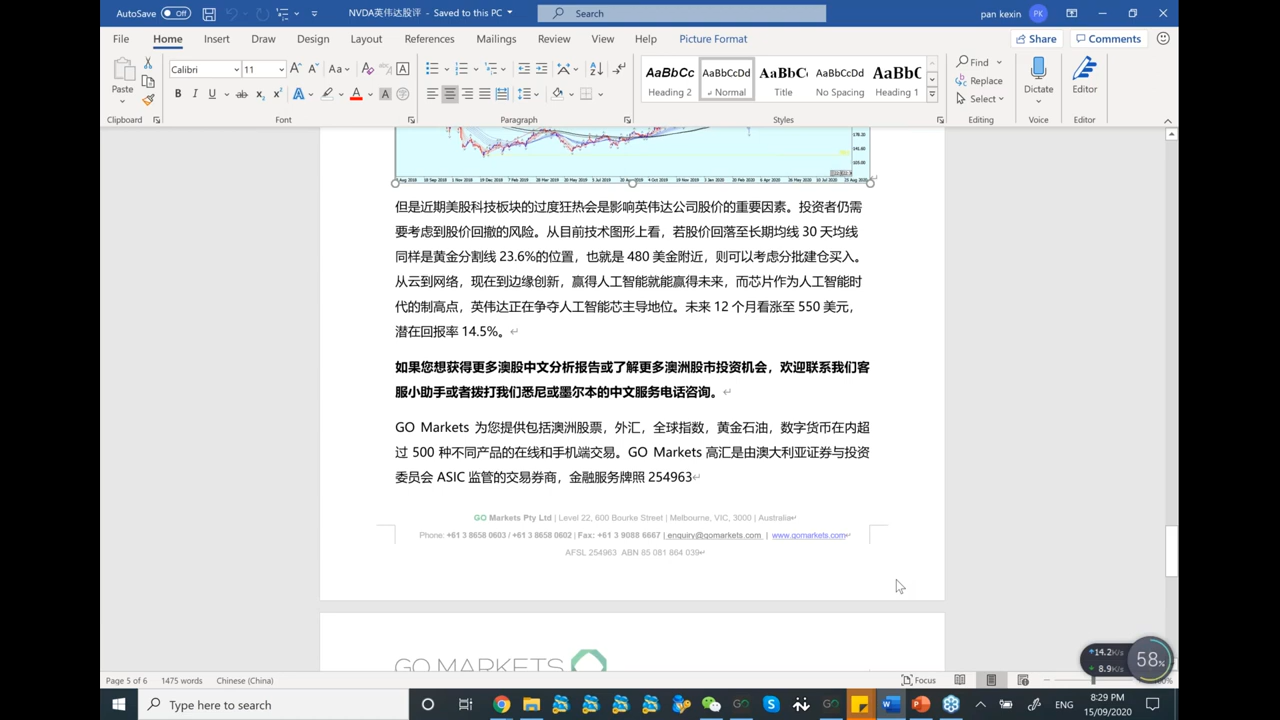 AutoSave Off
NVDA英伟达股评 - Saved to this PC
Search
pan kexin PK
File Home Insert Draw Design Layout References Mailings Review View Help Picture Format
Share Comments
Paste
Calibri 11
Aa
B I U ab x₂ x² A A A
AaBbCc AaBbCcDd AaBbC AaBbCcDd AaBbC
Heading 2 Normal Title No Spacing Heading 1
Find
Replace
Select
Dictate
Editor
Clipboard Font Paragraph Styles Editing Voice Editor
但是近期美股科技板块的过度狂热会是影响英伟达公司股价的重要因素。投资者仍需
要考虑到股价回撤的风险。从目前技术图形上看，若股价回落至长期均线 30 天均线
同样是黄金分割线 23.6%的位置，也就是 480 美金附近，则可以考虑分批建仓买入。
从云到网络，现在到边缘创新，赢得人工智能就能赢得未来，而芯片作为人工智能时
代的制高点，英伟达正在争夺人工智能芯主导地位。未来 12 个月看涨至 550 美元，
潜在回报率 14.5%。
如果您想获得更多澳股中文分析报告或了解更多澳洲股市投资机会，欢迎联系我们客
服小助手或者拨打我们悉尼或墨尔本的中文服务电话咨询。
GO Markets 为您提供包括澳洲股票，外汇，全球指数，黄金石油，数字货币在内超
过 500 种不同产品的在线和手机端交易。GO Markets 高汇是由澳大利亚证券与投资
委员会 ASIC 监管的交易券商，金融服务牌照 254963
GO Markets Pty Ltd | Level 22, 600 Bourke Street | Melbourne, VIC, 3000 | Australia
Phone: +61 3 8658 0603 / +61 3 8658 0602 | Fax: +61 3 9088 6667 | enquiry@gomarkets.com | www.gomarkets.com
AFSL 254963 ABN 85 081 864 039
GO MARKETS
14.2K/s
8.9K/s
58%
Page 5 of 6 1475 words Chinese (China)
Focus
Type here to search
ENG
8:29 PM
15/09/2020